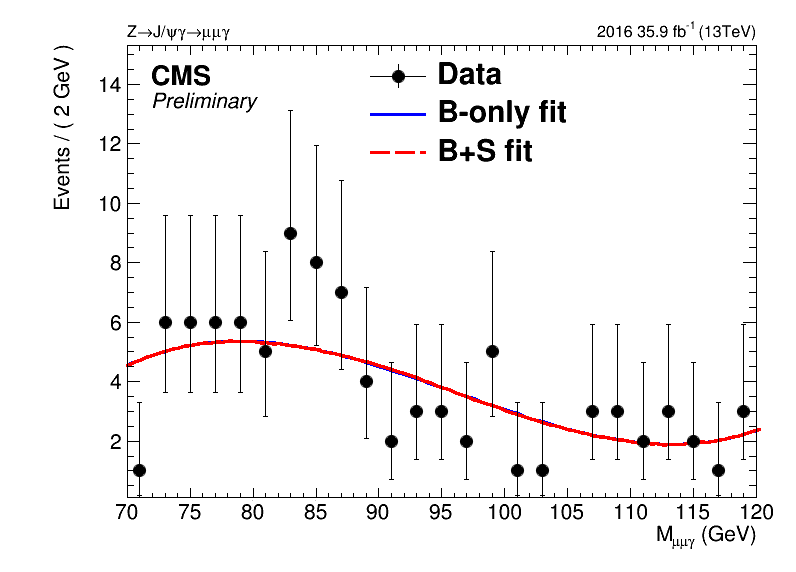 Z→J/ψγ→μμγ 2016 35.9 fb⁻¹ (13TeV)
CMS
Preliminary
Data
B-only fit
B+S fit
Events / ( 2 GeV )
14
12
10
8
6
4
2
70 75 80 85 90 95 100 105 110 115 120
M_μμγ (GeV)